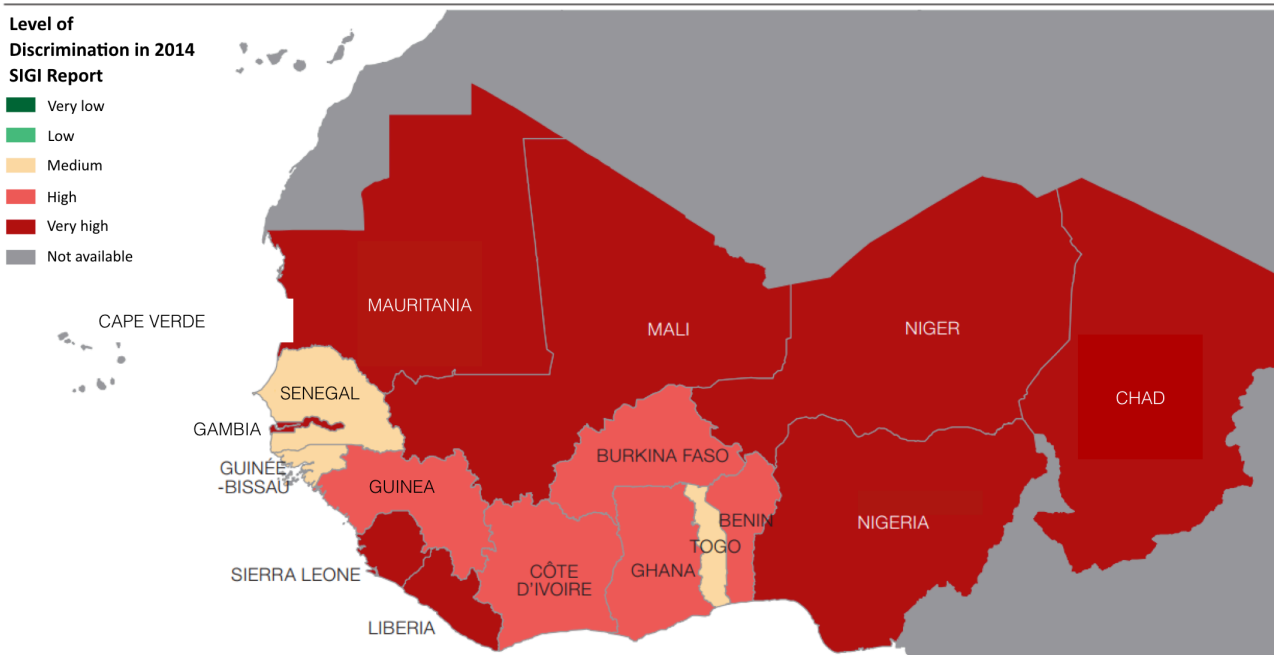 Level of
Discrimination in 2014
SIGI Report
Very low
Low
Medium
High
Very high
Not available
CAPE VERDE
MAURITANIA
MALI
NIGER
CHAD
SENEGAL
GAMBIA
GUINÉE
-BISSAU
GUINEA
BURKINA FASO
BENIN
NIGERIA
TOGO
GHANA
CÔTE
D'IVOIRE
SIERRA LEONE
LIBERIA